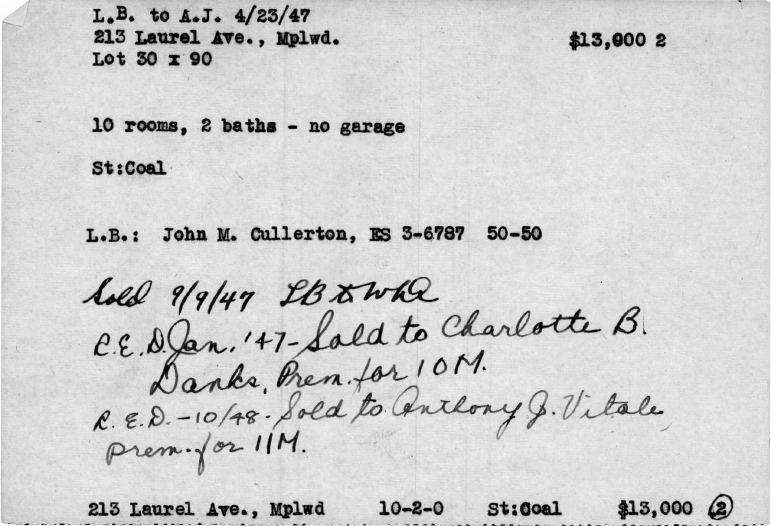 L.B. to A.J. 4/23/47
213 Laurel Ave., Mplwd. $13,000 2
Lot 30 x 90
10 rooms, 2 baths - no garage
St:Coal
L.B.: John M. Cullerton, ES 3-6787 50-50
Sold 9/9/47 LB to
R.E.D. Jan. '47 - Sold to Charlotte B.
Danks, Prem. for 10M.
R.E.D. - 10/48 - Sold to Anthony J. Vitale
prem. for 11M.
213 Laurel Ave., Mplwd 10-2-0 St:Coal $13,000 2